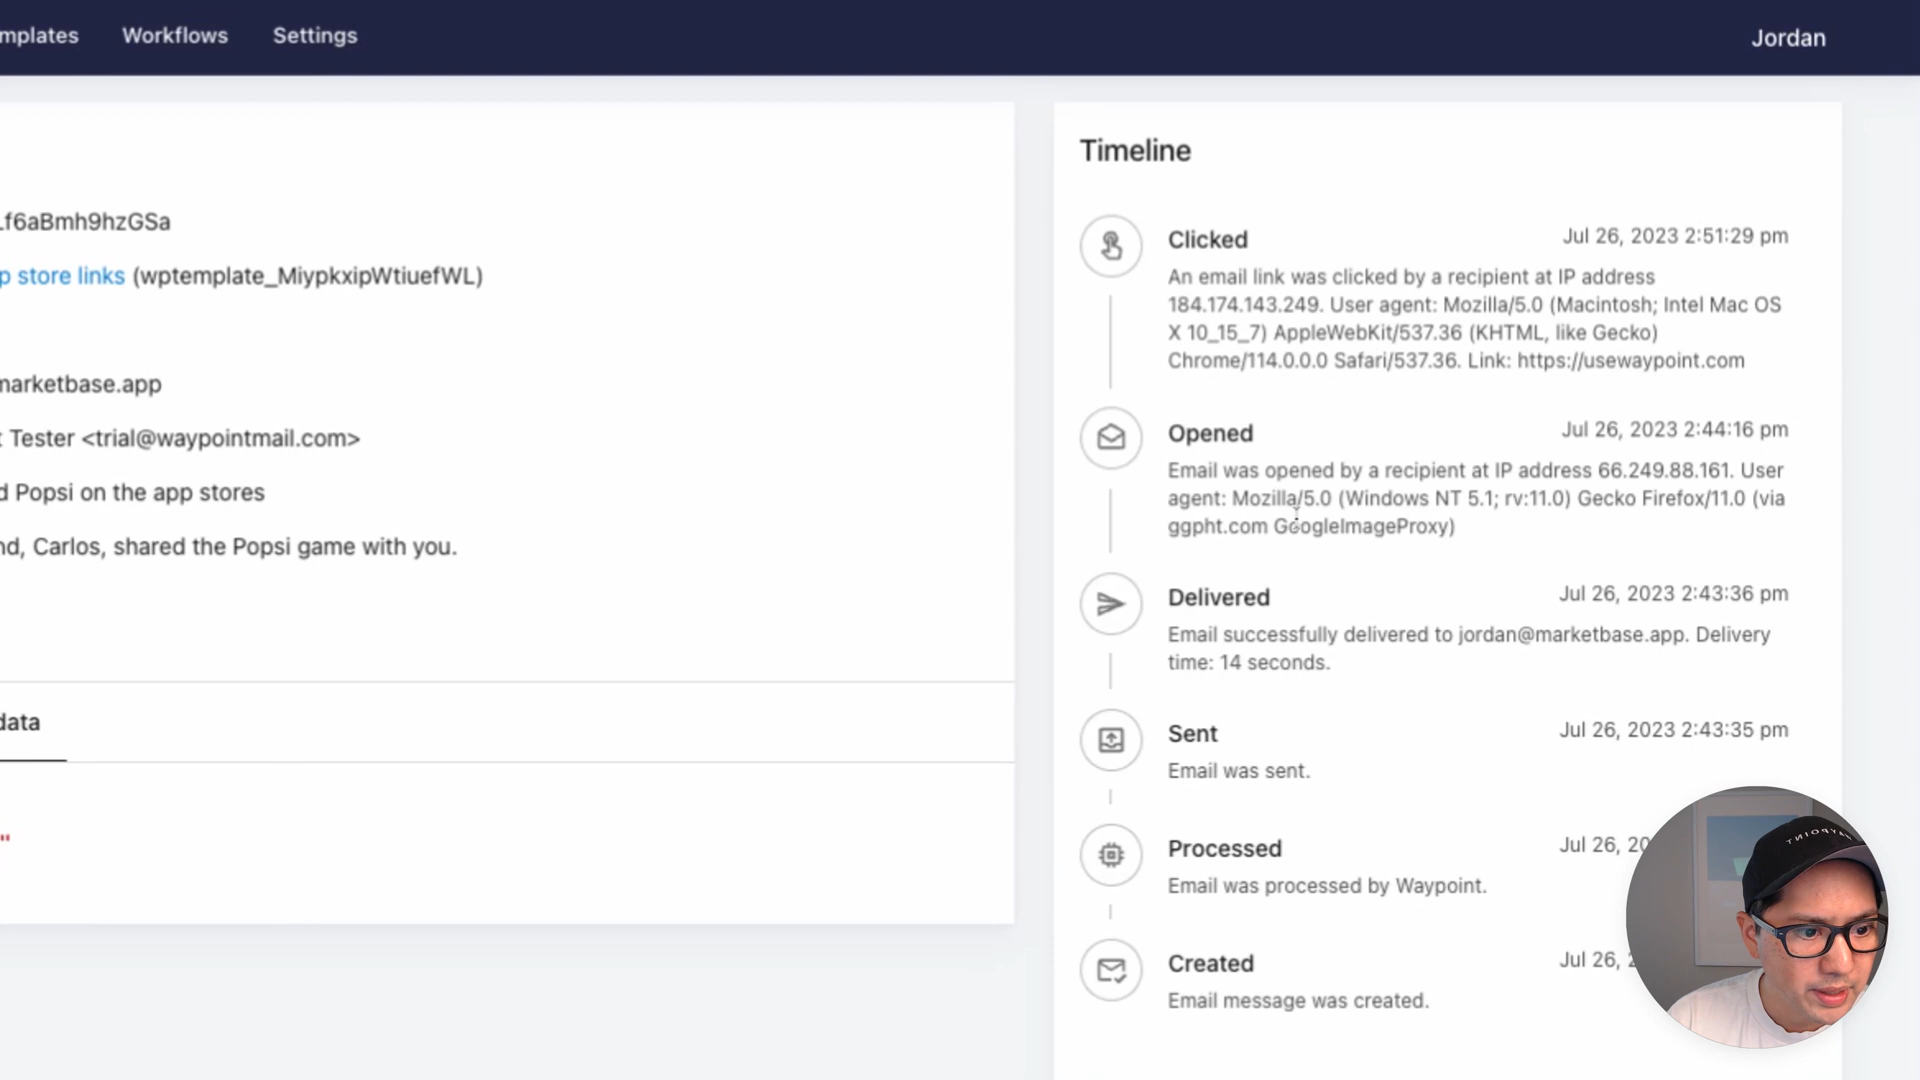 mplates Workflows Settings Jordan
.f6aBmh9hzGSa
p store links (wptemplate_MiypkxipWtiuefWL)
marketbase.app
t Tester <trial@waypointmail.com>
d Popsi on the app stores
nd, Carlos, shared the Popsi game with you.
data
"
Timeline
Clicked Jul 26, 2023 2:51:29 pm
An email link was clicked by a recipient at IP address
184.174.143.249. User agent: Mozilla/5.0 (Macintosh; Intel Mac OS
X 10_15_7) AppleWebKit/537.36 (KHTML, like Gecko)
Chrome/114.0.0.0 Safari/537.36. Link: https://usewaypoint.com
Opened Jul 26, 2023 2:44:16 pm
Email was opened by a recipient at IP address 66.249.88.161. User
agent: Mozilla/5.0 (Windows NT 5.1; rv:11.0) Gecko Firefox/11.0 (via
ggpht.com GoogleImageProxy)
Delivered Jul 26, 2023 2:43:36 pm
Email successfully delivered to jordan@marketbase.app. Delivery
time: 14 seconds.
Sent Jul 26, 2023 2:43:35 pm
Email was sent.
Processed Jul 26, 20
Email was processed by Waypoint.
Created Jul 26, 2
Email message was created.
WAYPOINT